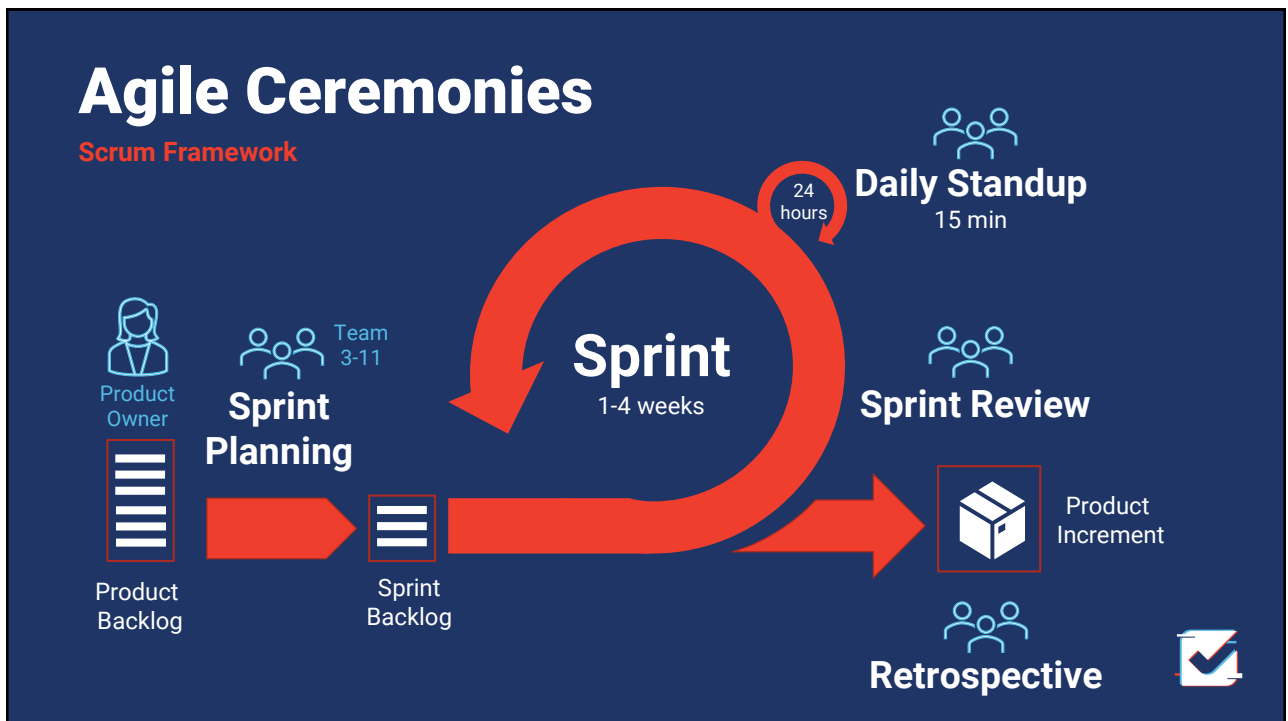 Agile Ceremonies
Scrum Framework
24
hours
Daily Standup
15 min
Product
Owner
Team
3-11
Sprint
Planning
Sprint
1-4 weeks
Sprint Review
Product
Increment
Product
Backlog
Sprint
Backlog
Retrospective